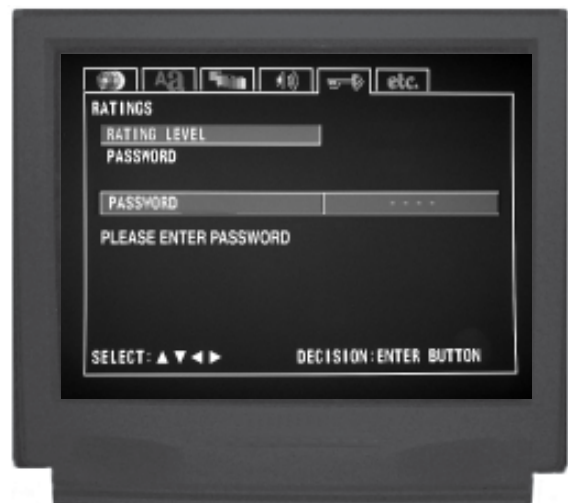 Aa etc.
RATINGS
RATING LEVEL
PASSWORD
PASSWORD - - - -
PLEASE ENTER PASSWORD
SELECT: ▲ ▼ ◀ ▶ DECISION: ENTER BUTTON